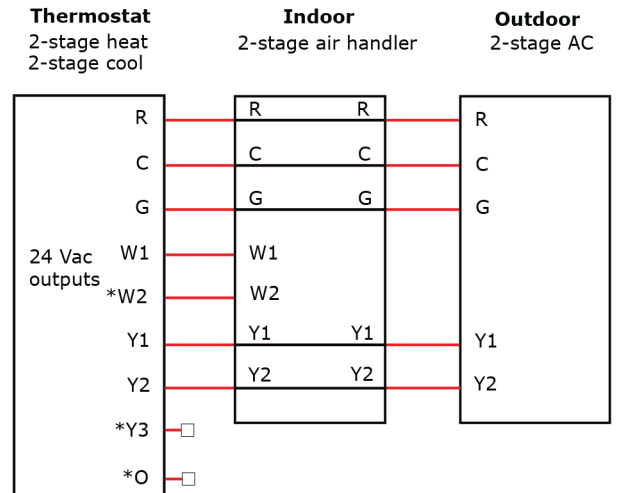 Thermostat
2-stage heat
2-stage cool
Indoor
2-stage air handler
Outdoor
2-stage AC
R
R
R
R
C
C
C
C
G
G
G
G
24 Vac
outputs
W1
W1
*W2
W2
Y1
Y1
Y1
Y1
Y2
Y2
Y2
Y2
*Y3
*O